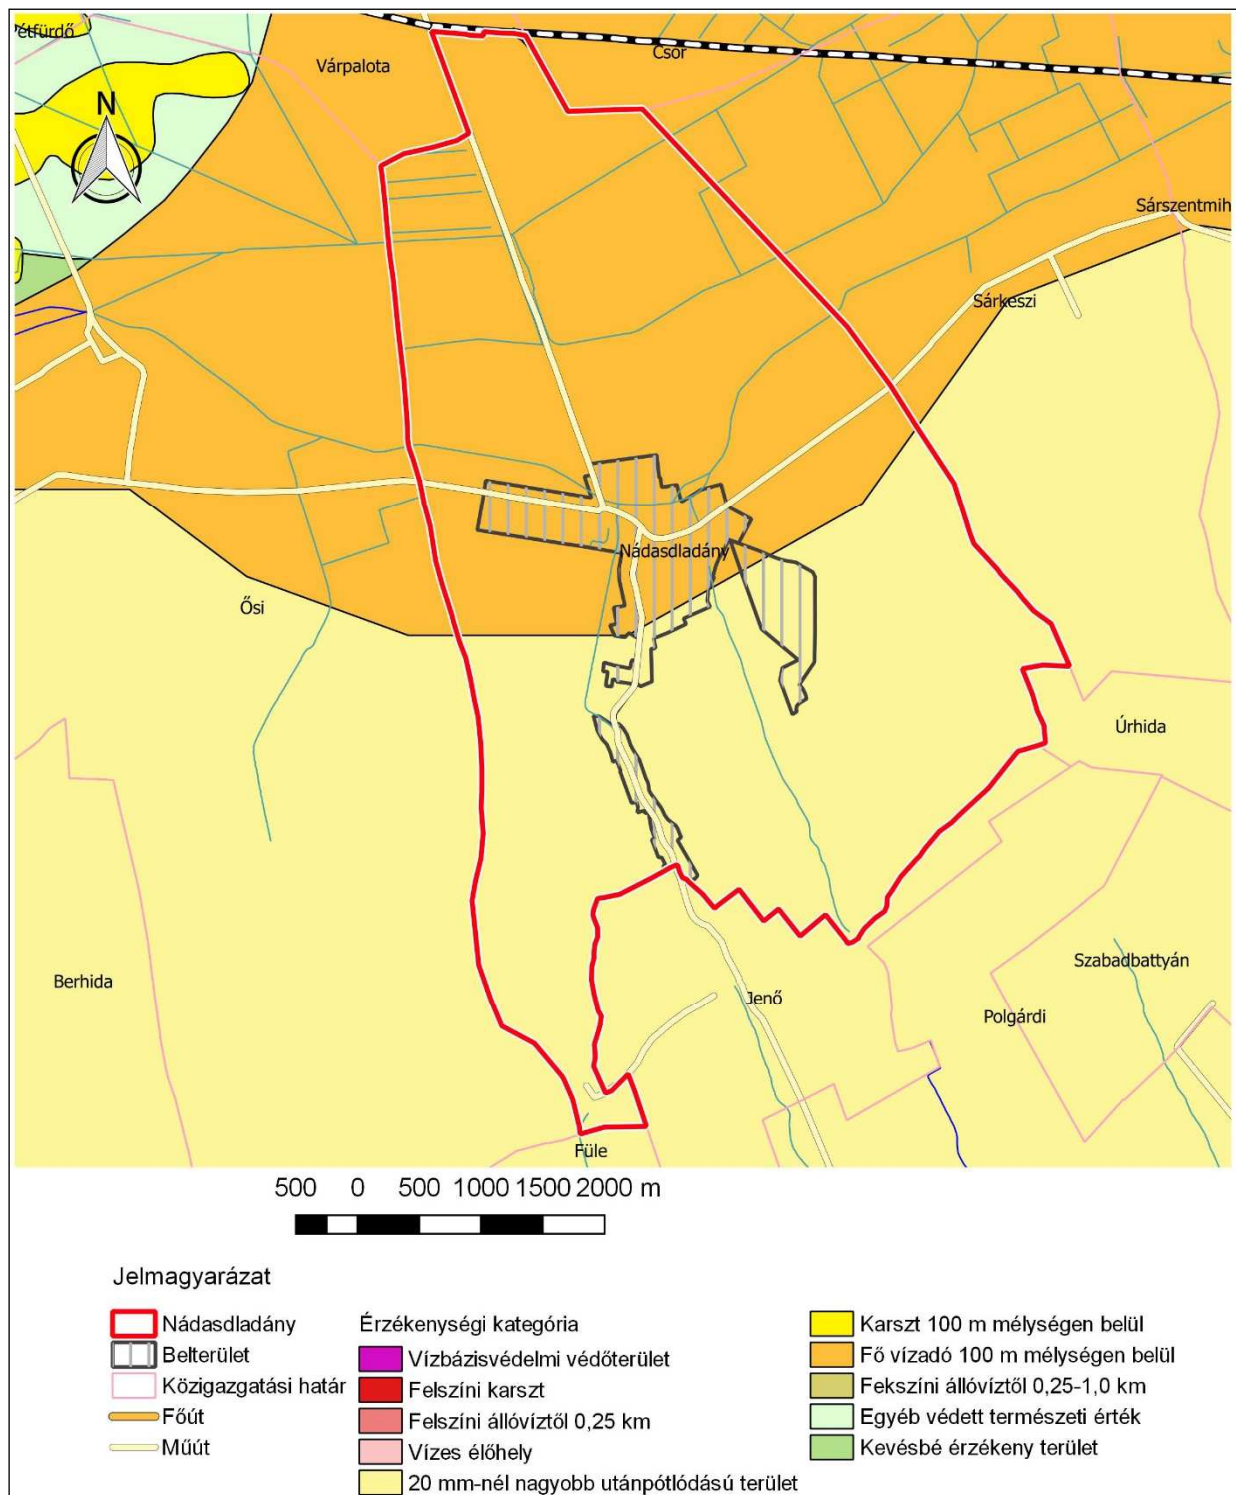 étfürdő
Várpalota
Csór
N
Sárszentmih
Sárkeszi
Nádasdladány
Ősi
Úrhida
Berhida
Szabadbattyán
Jenő
Polgárdi
Füle
500 0 500 1000 1500 2000 m
Jelmagyarázat
Nádasdladány
Belterület
Közigazgatási határ
Főút
Műút
Érzékenységi kategória
Vízbázisvédelmi védőterület
Felszíni karszt
Felszíni állóvíztől 0,25 km
Vizes élőhely
20 mm-nél nagyobb utánpótlódású terület
Karszt 100 m mélységen belül
Fő vízadó 100 m mélységen belül
Fekszíni állóvíztől 0,25-1,0 km
Egyéb védett természeti érték
Kevésbé érzékeny terület